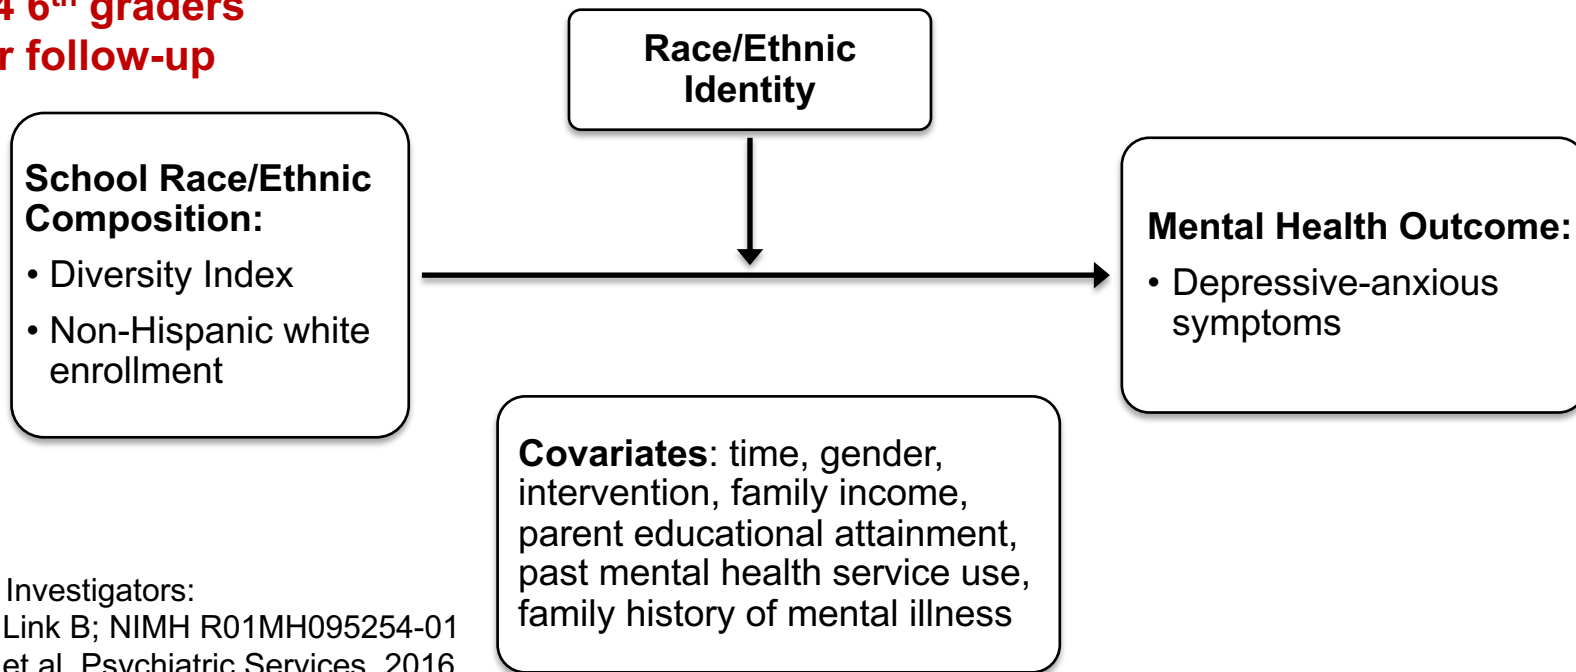 4 6th graders
r follow-up
Race/Ethnic
Identity
School Race/Ethnic
Composition:
• Diversity Index
• Non-Hispanic white
enrollment
Mental Health Outcome:
• Depressive-anxious
symptoms
Covariates: time, gender,
intervention, family income,
parent educational attainment,
past mental health service use,
family history of mental illness
Investigators:
Link B; NIMH R01MH095254-01
et al. Psychiatric Services. 2016